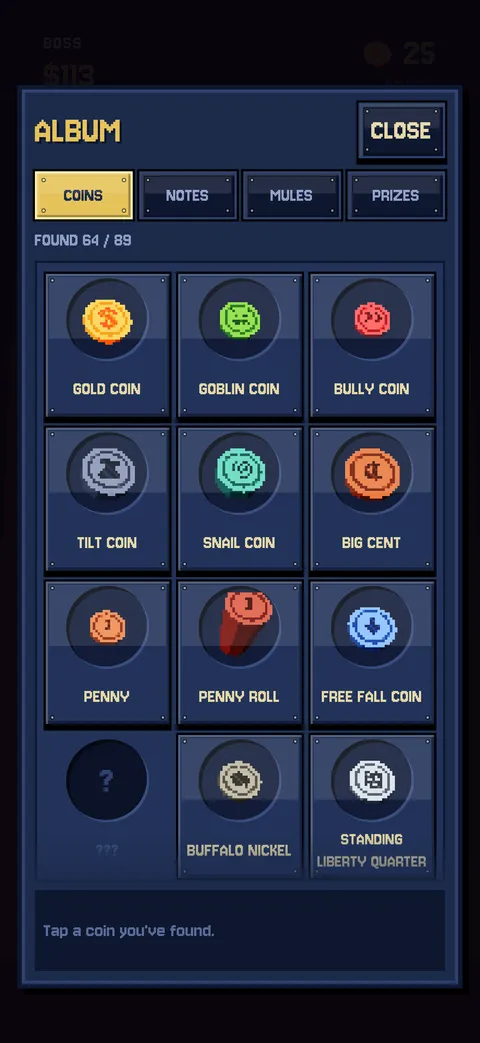 BOSS
$113
25
ALBUM
CLOSE
COINS
NOTES
MULES
PRIZES
FOUND 64 / 89
GOLD COIN
GOBLIN COIN
BULLY COIN
TILT COIN
SNAIL COIN
BIG CENT
PENNY
PENNY ROLL
FREE FALL COIN
?
???
BUFFALO NICKEL
STANDING
LIBERTY QUARTER
Tap a coin you've found.